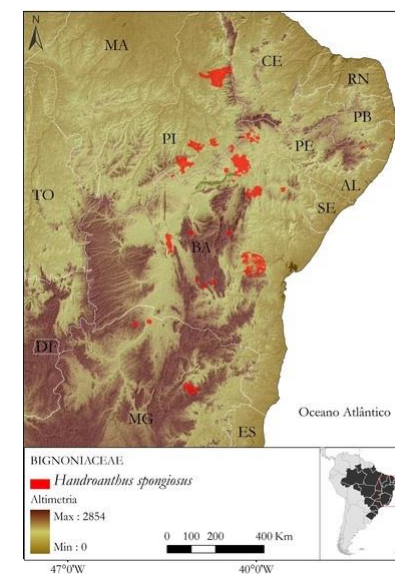 N
MA
CE
RN
PB
PI
PE
AL
TO
SE
BA
DF
MG
Oceano Atlântico
ES
BIGNONIACEAE
Handroanthus spongiosus
Altimetria
Max : 2854
Min : 0
0 100 200 400 Km
47°0'W 40°0'W